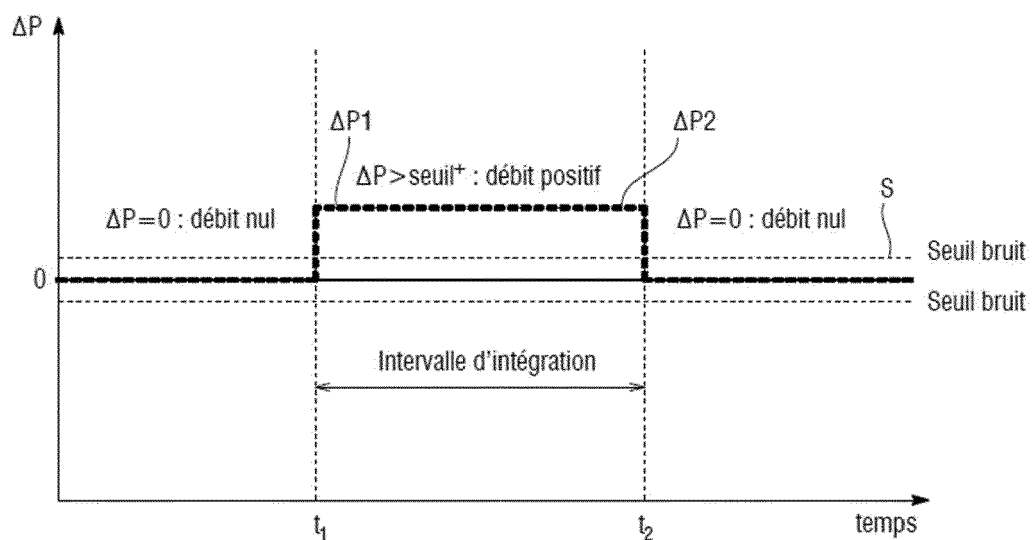 ΔP
ΔP1
ΔP2
ΔP>seuil⁺ : débit positif
S
ΔP=0 : débit nul
ΔP=0 : débit nul
Seuil bruit
0
Seuil bruit
Intervalle d'intégration
t₁
t₂
temps